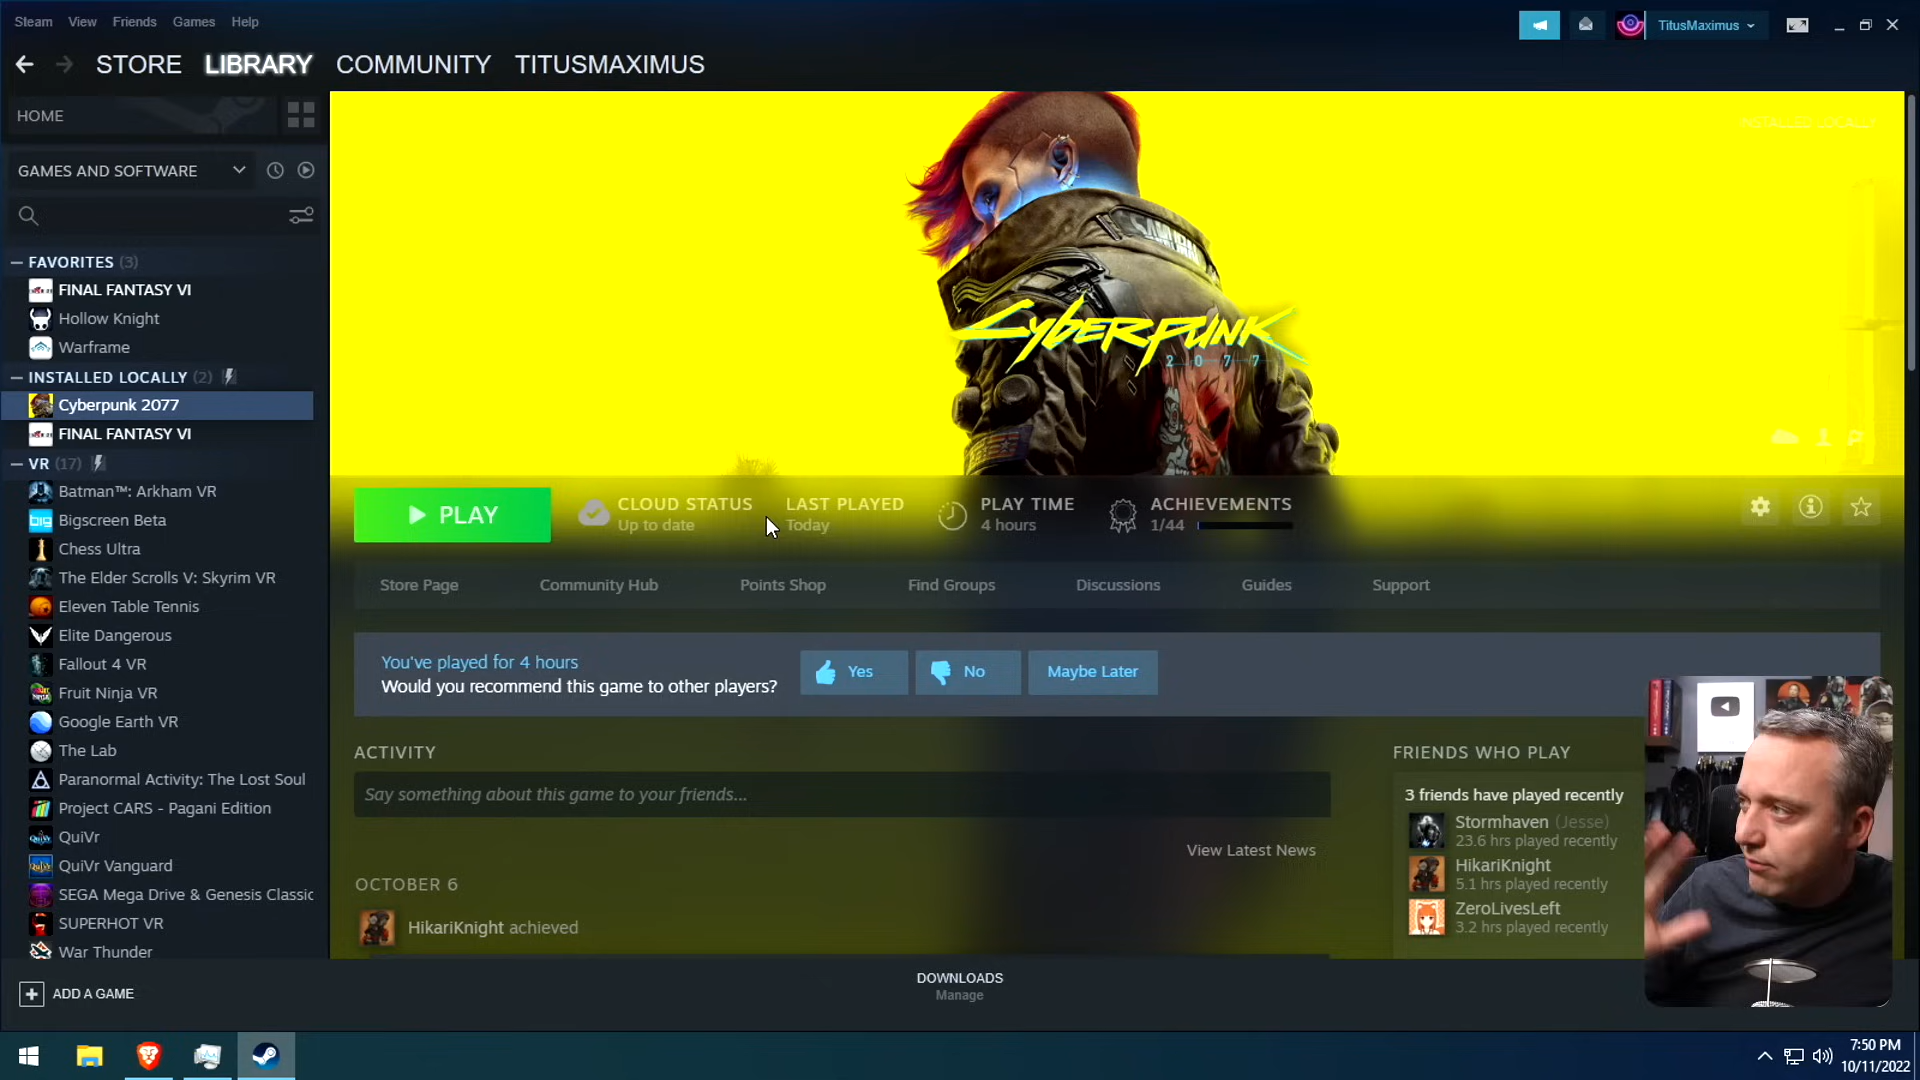 Steam View Friends Games Help
TitusMaximus
STORE LIBRARY COMMUNITY TITUSMAXIMUS
HOME
GAMES AND SOFTWARE
FAVORITES (3)
FINAL FANTASY VI
Hollow Knight
Warframe
INSTALLED LOCALLY (2)
Cyberpunk 2077
FINAL FANTASY VI
VR (17)
Batman™: Arkham VR
Bigscreen Beta
Chess Ultra
The Elder Scrolls V: Skyrim VR
Eleven Table Tennis
Elite Dangerous
Fallout 4 VR
Fruit Ninja VR
Google Earth VR
The Lab
Paranormal Activity: The Lost Soul
Project CARS - Pagani Edition
QuiVr
QuiVr Vanguard
SEGA Mega Drive & Genesis Classic
SUPERHOT VR
War Thunder
ADD A GAME
INSTALLED LOCALLY
SAMURAI
Cyberpunk
2077
PLAY
CLOUD STATUS
Up to date
LAST PLAYED
Today
PLAY TIME
4 hours
ACHIEVEMENTS
1/44
Store Page Community Hub Points Shop Find Groups Discussions Guides Support
You've played for 4 hours
Would you recommend this game to other players?
Yes
No
Maybe Later
ACTIVITY
Say something about this game to your friends...
View Latest News
OCTOBER 6
HikariKnight achieved
FRIENDS WHO PLAY
3 friends have played recently
Stormhaven (Jesse)
23.6 hrs played recently
HikariKnight
5.1 hrs played recently
ZeroLivesLeft
3.2 hrs played recently
DOWNLOADS
Manage
7:50 PM
10/11/2022